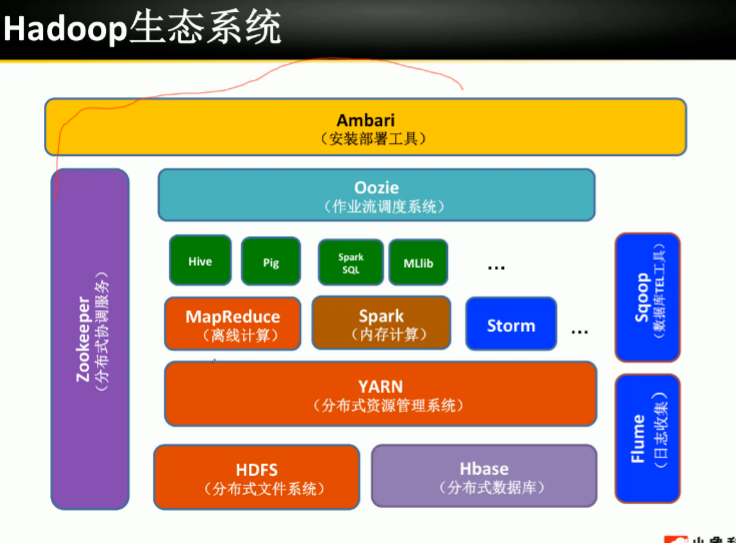 Hadoop生态系统
Ambari
（安装部署工具）
Oozie
（作业流调度系统）
Hive
Pig
Spark
SQL
MLlib
...
MapReduce
（离线计算）
Spark
（内存计算）
Storm
...
YARN
（分布式资源管理系统）
HDFS
（分布式文件系统）
Hbase
（分布式数据库）
Zookeeper
（分布式协调服务）
Sqoop
（数据库TEL工具）
Flume
（日志收集）